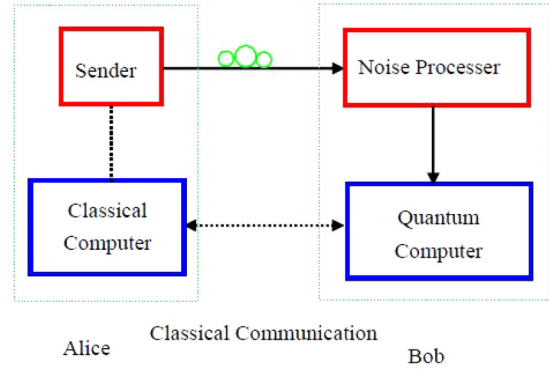 Sender
Noise Processer
Classical
Computer
Quantum
Computer
Classical Communication
Alice
Bob